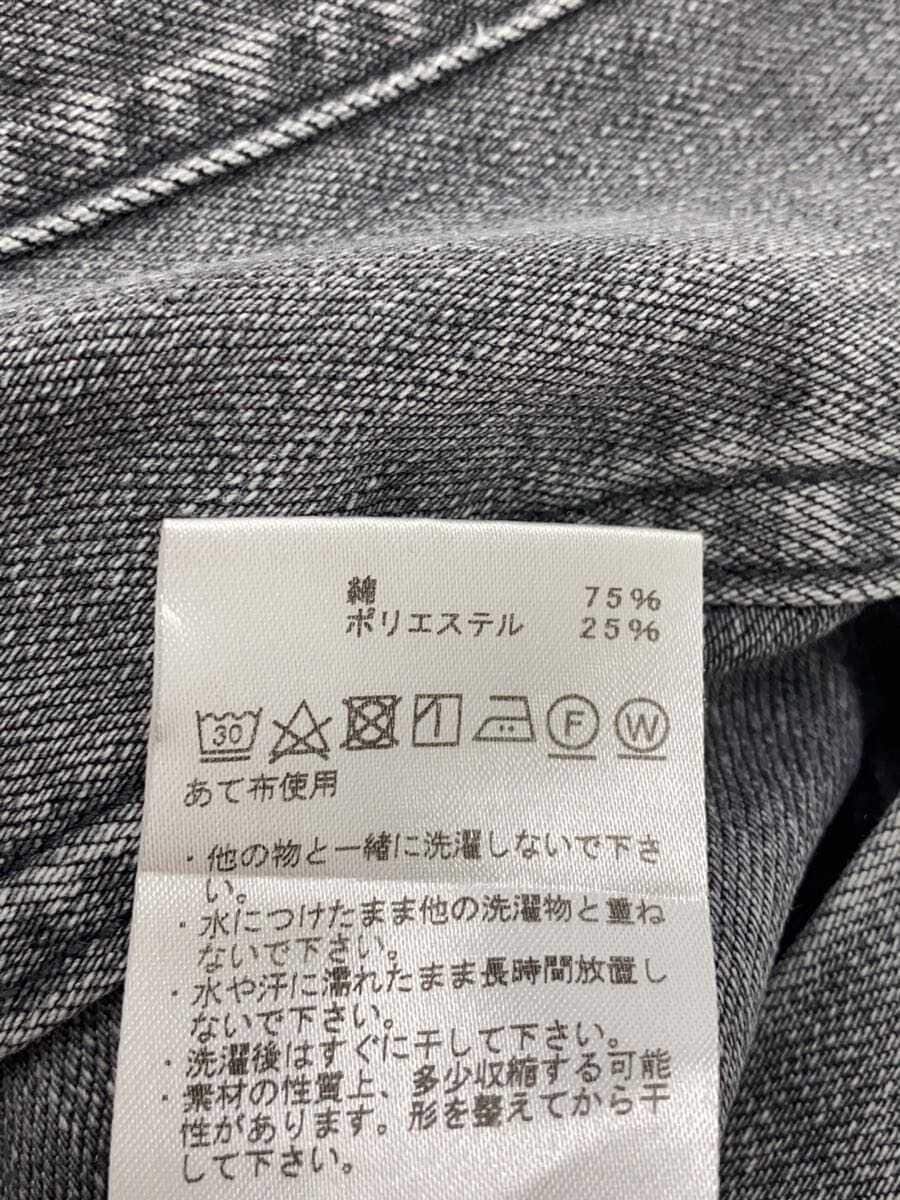 綿 75%
ポリエステル 25%
30 F W
あて布使用
・他の物と一緒に洗濯しないで下さ
い。
・水につけたまま他の洗濯物と重ね
ないで下さい。
・水や汗に濡れたまま長時間放置し
ないで下さい。
・洗濯後はすぐに干して下さい。
・素材の性質上、多少収縮する可能
性があります。形を整えてから干
して下さい。